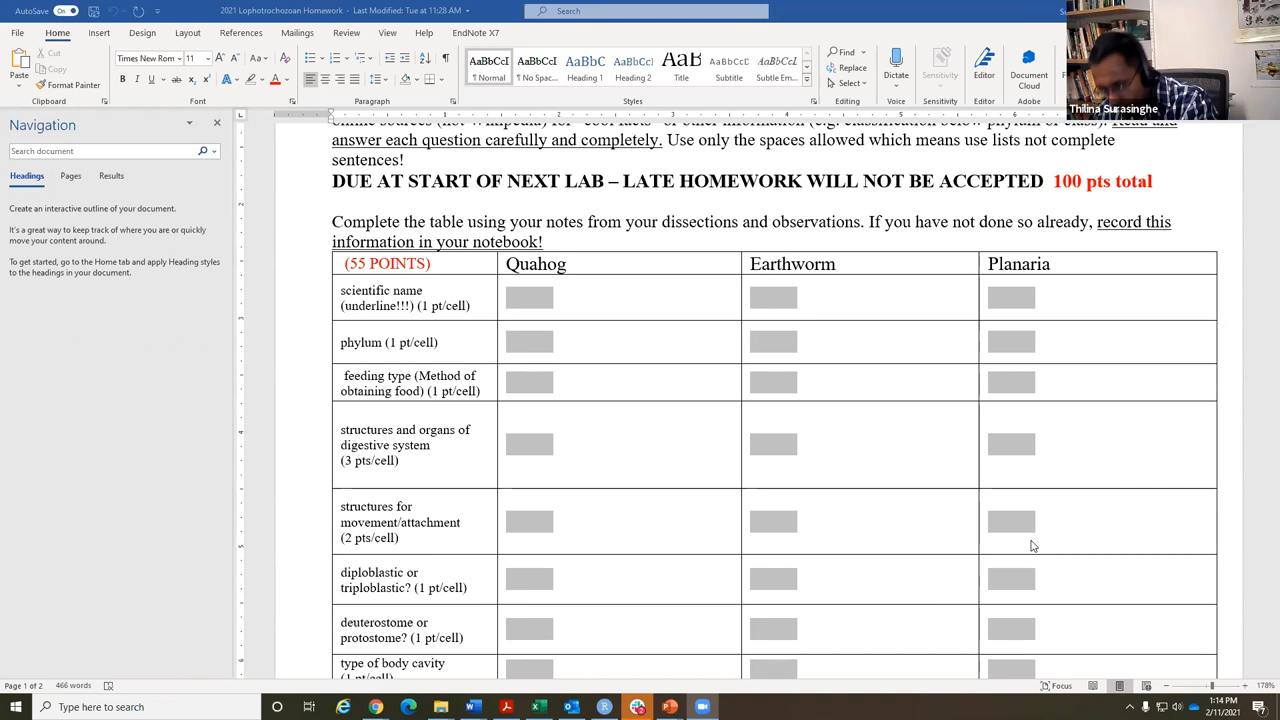 AutoSave On 2021 Lophotrochozoan Homework - Last Modified: Tue at 11:28 AM Search
File Home Insert Design Layout References Mailings Review View Help EndNote X7
Paste Cut Copy Format Painter
Times New Rom 11
AaBbCcI AaBbCcI AaBbCc AaBbCcI AaB AaBbCcI AaBbCcI
¶ Normal ¶ No Spac... Heading 1 Heading 2 Title Subtitle Subtle Em...
Find Replace Select
Dictate Sensitivity Editor Document Cloud
Clipboard Font Paragraph Styles Editing Voice Sensitivity Editor Adobe
Thilina Surasinghe
Navigation
Search document
Headings Pages Results
Create an interactive outline of your document.
It's a great way to keep track of where you are or quickly
move your content around.
To get started, go to the Home tab and apply Heading styles
to the headings in your document.
answer each question carefully and completely. Use only the spaces allowed which means use lists not complete
sentences!
DUE AT START OF NEXT LAB – LATE HOMEWORK WILL NOT BE ACCEPTED 100 pts total
Complete the table using your notes from your dissections and observations. If you have not done so already, record this
information in your notebook!
(55 POINTS) Quahog Earthworm Planaria
scientific name
(underline!!!) (1 pt/cell)
phylum (1 pt/cell)
feeding type (Method of
obtaining food) (1 pt/cell)
structures and organs of
digestive system
(3 pts/cell)
structures for
movement/attachment
(2 pts/cell)
diploblastic or
triploblastic? (1 pt/cell)
deuterostome or
protostome? (1 pt/cell)
type of body cavity
Page 1 of 2 466 words Focus 178%
Type here to search
1:14 PM
2/11/2021